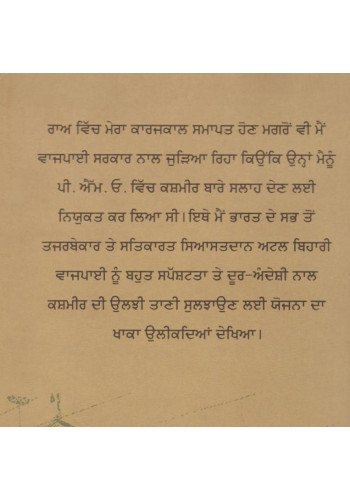 ਰਾਅ ਵਿੱਚ ਮੇਰਾ ਕਾਰਜਕਾਲ ਸਮਾਪਤ ਹੋਣ ਮਗਰੋਂ ਵੀ ਮੈਂ
ਵਾਜਪਾਈ ਸਰਕਾਰ ਨਾਲ ਜੁੜਿਆ ਰਿਹਾ ਕਿਉਂਕਿ ਉਨ੍ਹਾਂ ਮੈਨੂੰ
ਪੀ.ਐੱਮ.ਓ. ਵਿੱਚ ਕਸ਼ਮੀਰ ਬਾਰੇ ਸਲਾਹ ਦੇਣ ਲਈ
ਨਿਯੁਕਤ ਕਰ ਲਿਆ ਸੀ। ਇਥੇ ਮੈਂ ਭਾਰਤ ਦੇ ਸਭ ਤੋਂ
ਤਜਰਬੇਕਾਰ ਤੇ ਸਤਿਕਾਰਤ ਸਿਆਸਤਦਾਨ ਅਟਲ ਬਿਹਾਰੀ
ਵਾਜਪਾਈ ਨੂੰ ਬਹੁਤ ਸਪੱਸ਼ਟਤਾ ਤੇ ਦੂਰ-ਅੰਦੇਸ਼ੀ ਨਾਲ
ਕਸ਼ਮੀਰ ਦੀ ਉਲਝੀ ਤਾਣੀ ਸੁਲਝਾਉਣ ਲਈ ਯੋਜਨਾ ਦਾ
ਖਾਕਾ ਉਲੀਕਦਿਆਂ ਦੇਖਿਆ।